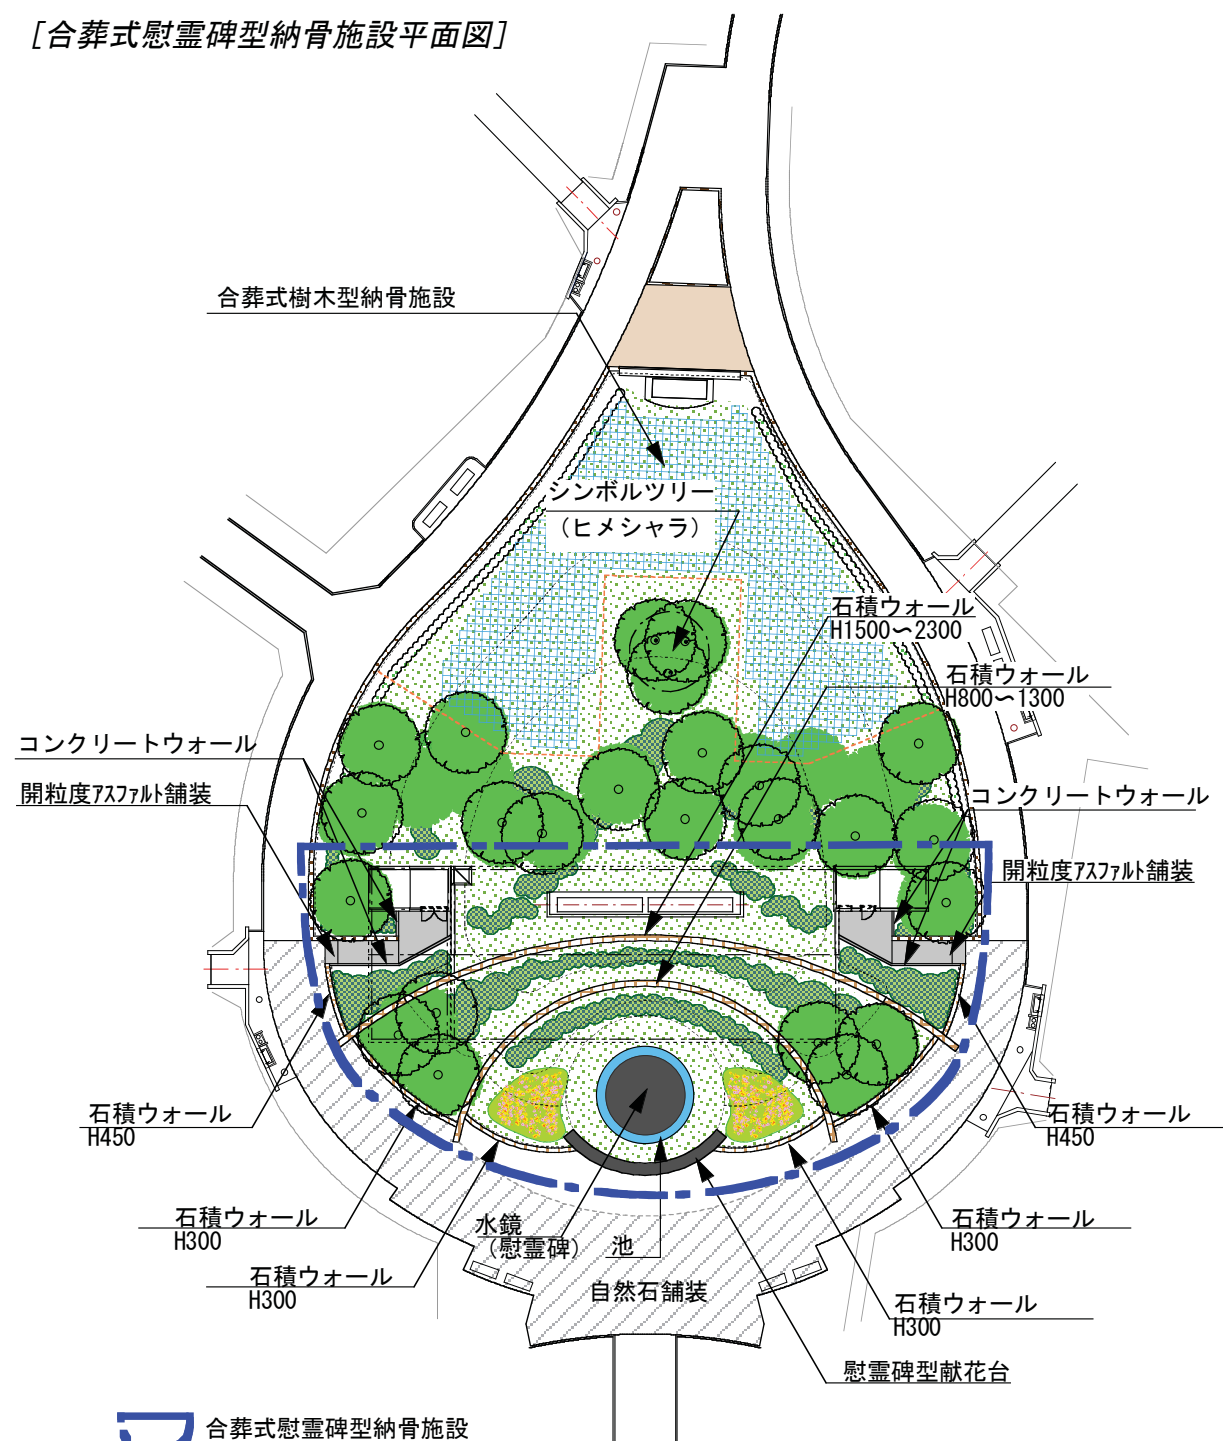 [合葬式慰霊碑型納骨施設平面図]
合葬式樹木型納骨施設
シンボルツリー
(ヒメシャラ)
石積ウォール
H1500〜2300
石積ウォール
H800〜1300
コンクリートウォール
開粒度アスファルト舗装
コンクリートウォール
開粒度アスファルト舗装
石積ウォール
H450
石積ウォール
H450
石積ウォール
H300
水鏡
(慰霊碑)
池
石積ウォール
H300
石積ウォール
H300
自然石舗装
石積ウォール
H300
慰霊碑型献花台
合葬式慰霊碑型納骨施設